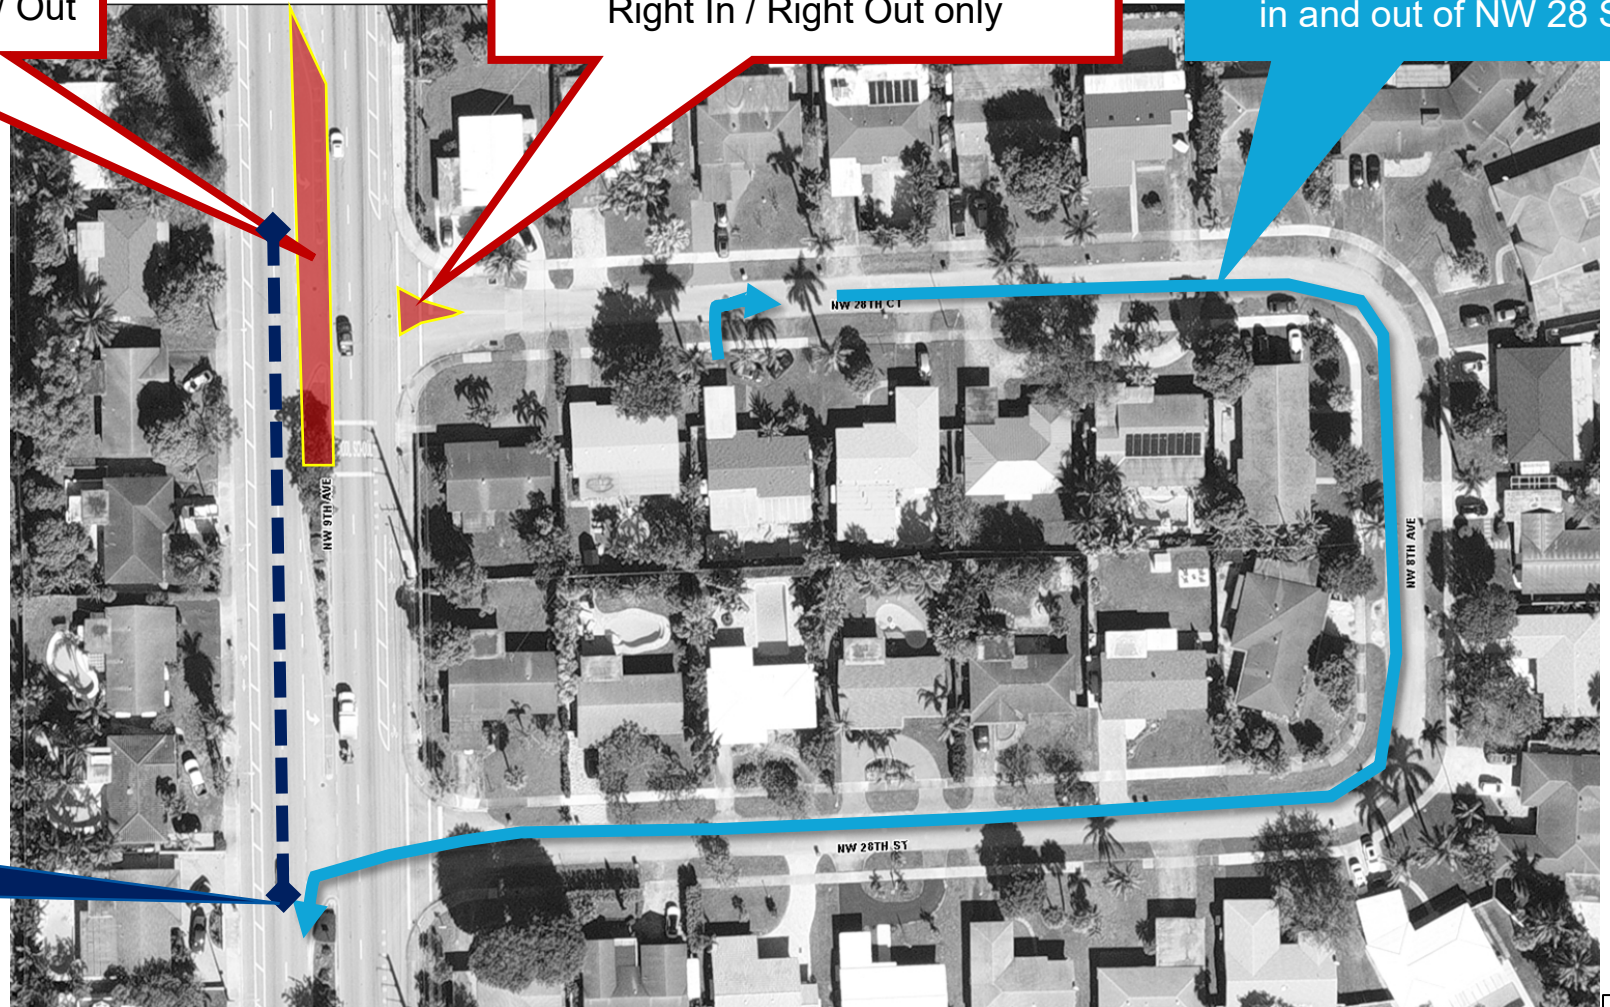 / Out
Right In / Right Out only
in and out of NW 28 S
NW 28TH CT
NW 9TH AVE
NW 8TH AVE
NW 28TH ST